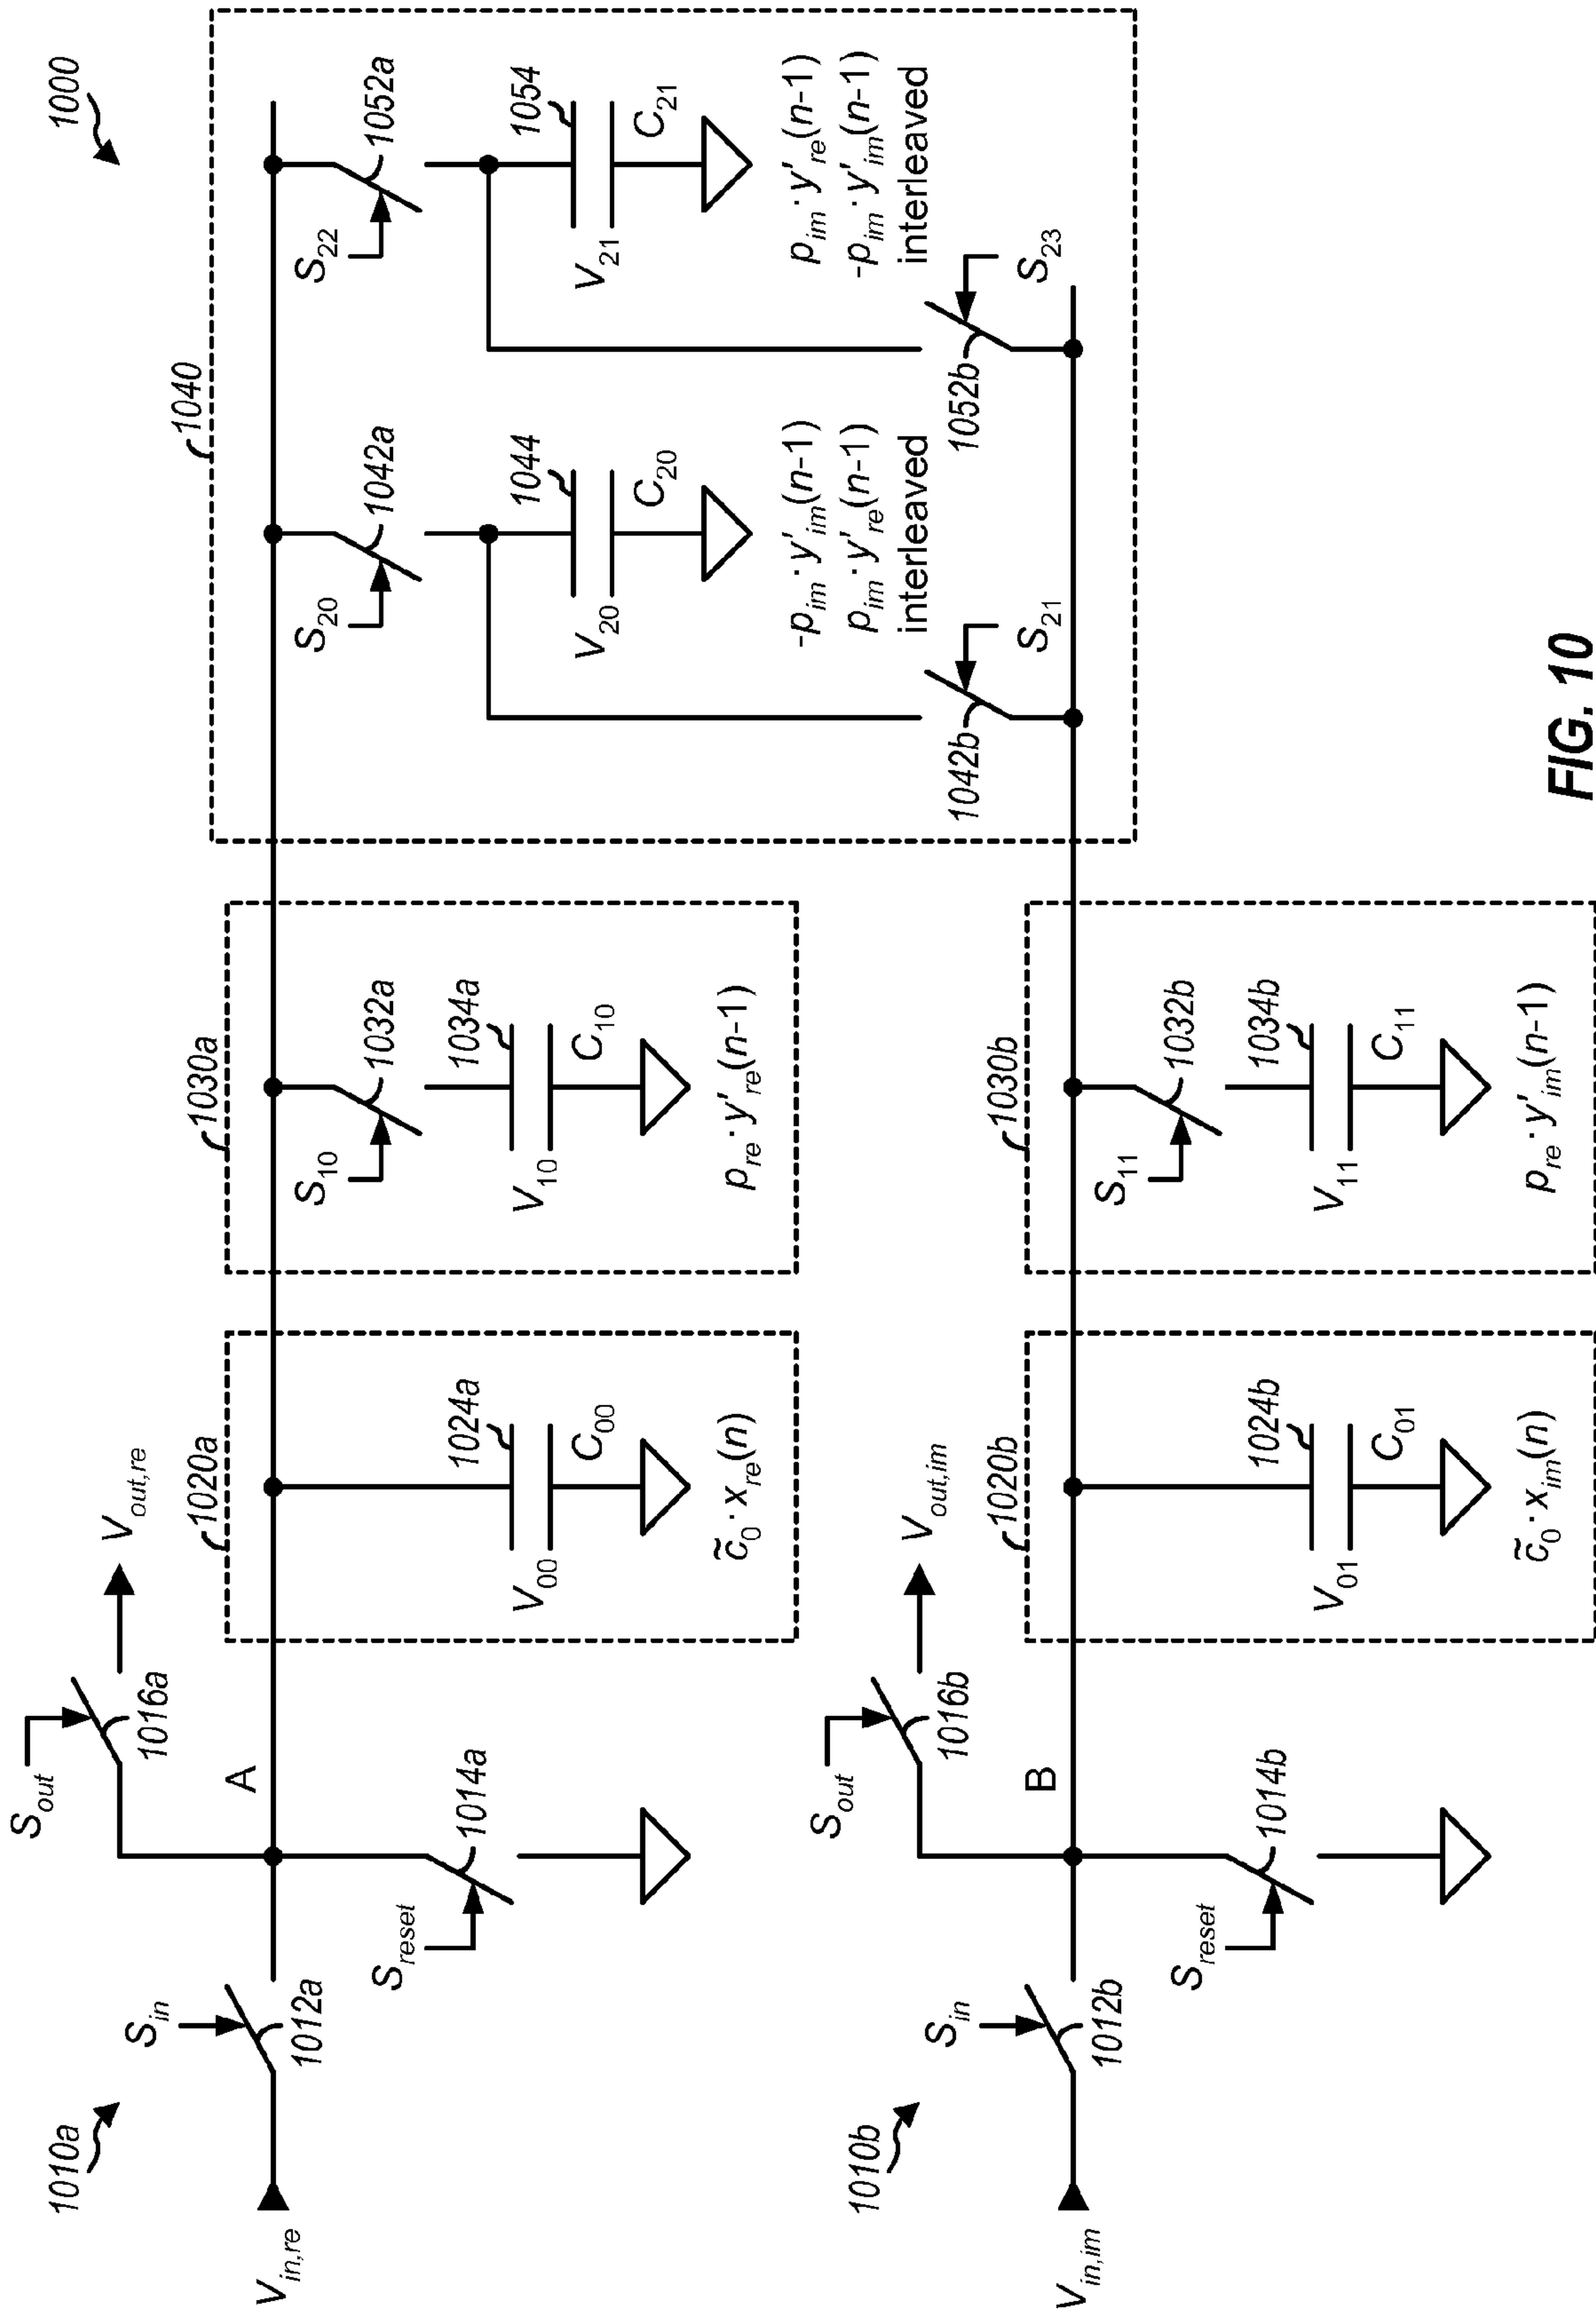 1000
1010a
V_in,re
S_in
1012a
S_out
1016a
V_out,re
A
S_reset
1014a
1020a
1024a
V_00
C_00
c̃_0 · x_re(n)
1030a
S_10
1032a
1034a
V_10
C_10
p_re · y′_re(n-1)
1040
S_20
1042a
1044
V_20
C_20
-p_im · y′_im(n-1)
p_im · y′_re(n-1)
interleaved
1042b
S_21
S_22
1052a
1054
V_21
C_21
p_im · y′_re(n-1)
-p_im · y′_im(n-1)
interleaved
1052b
S_23
1010b
V_in,im
S_in
1012b
S_out
1016b
V_out,im
B
S_reset
1014b
1020b
1024b
V_01
C_01
c̃_0 · x_im(n)
1030b
S_11
1032b
1034b
V_11
C_11
p_re · y′_im(n-1)
FIG. 10